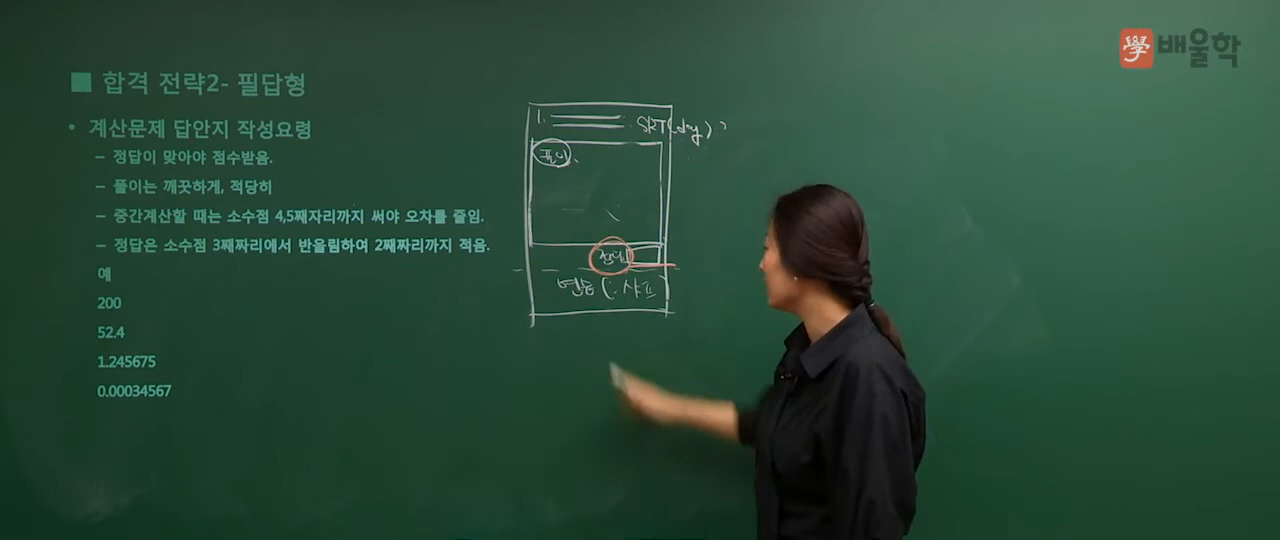 學 배울학
■ 합격 전략2- 필답형
• 계산문제 답안지 작성요령
– 정답이 맞아야 점수받음.
– 풀이는 깨끗하게, 적당히
– 중간계산할 때는 소수점 4,5째자리까지 써야 오차를 줄임.
– 정답은 소수점 3째짜리에서 반올림하여 2째짜리까지 적음.
예
200
52.4
1.245675
0.00034567
1.
SRT(day)?
풀이